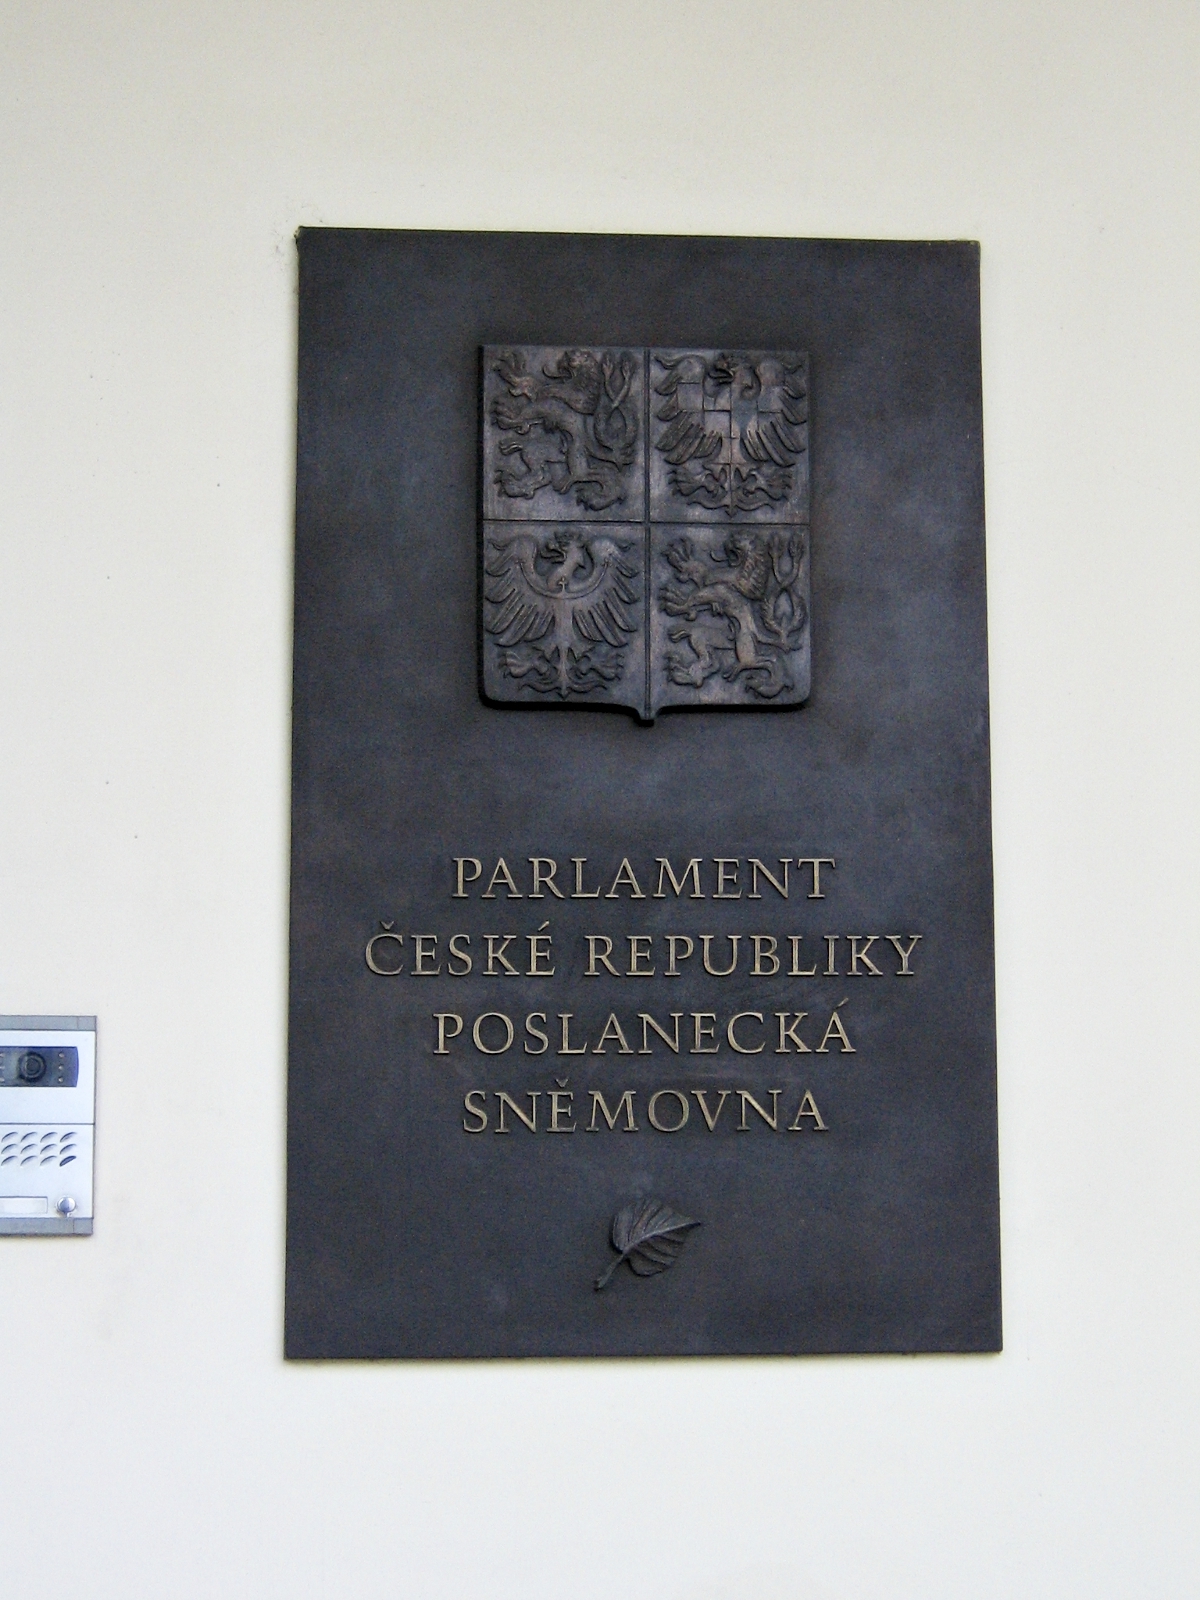 PARLAMENT
ČESKÉ REPUBLIKY
POSLANECKÁ
SNĚMOVNA